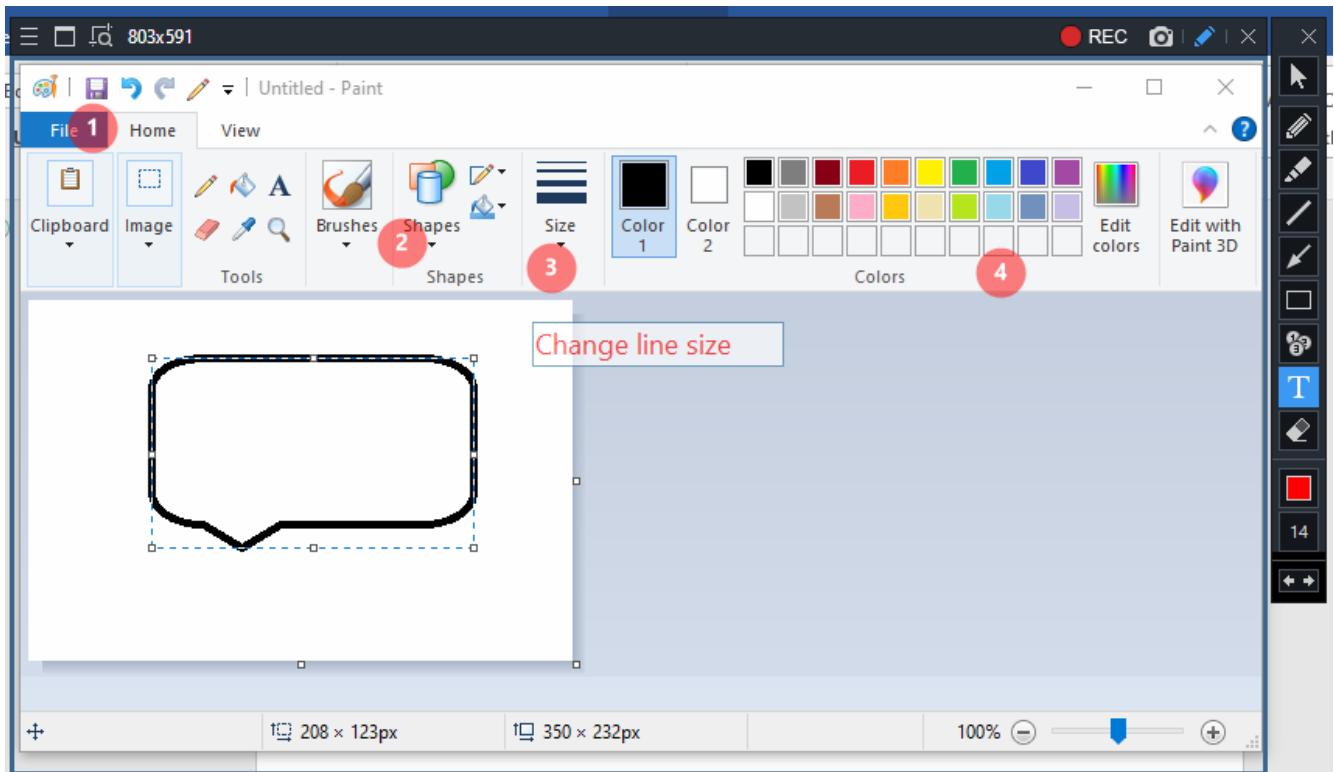 803x591 REC
Untitled - Paint
File 1 Home View
Clipboard Image Brushes Shapes Size Color 1 Color 2 Edit colors Edit with Paint 3D
2 3 4
Tools Shapes Colors
Change line size
T
14
208 × 123px 350 × 232px 100%